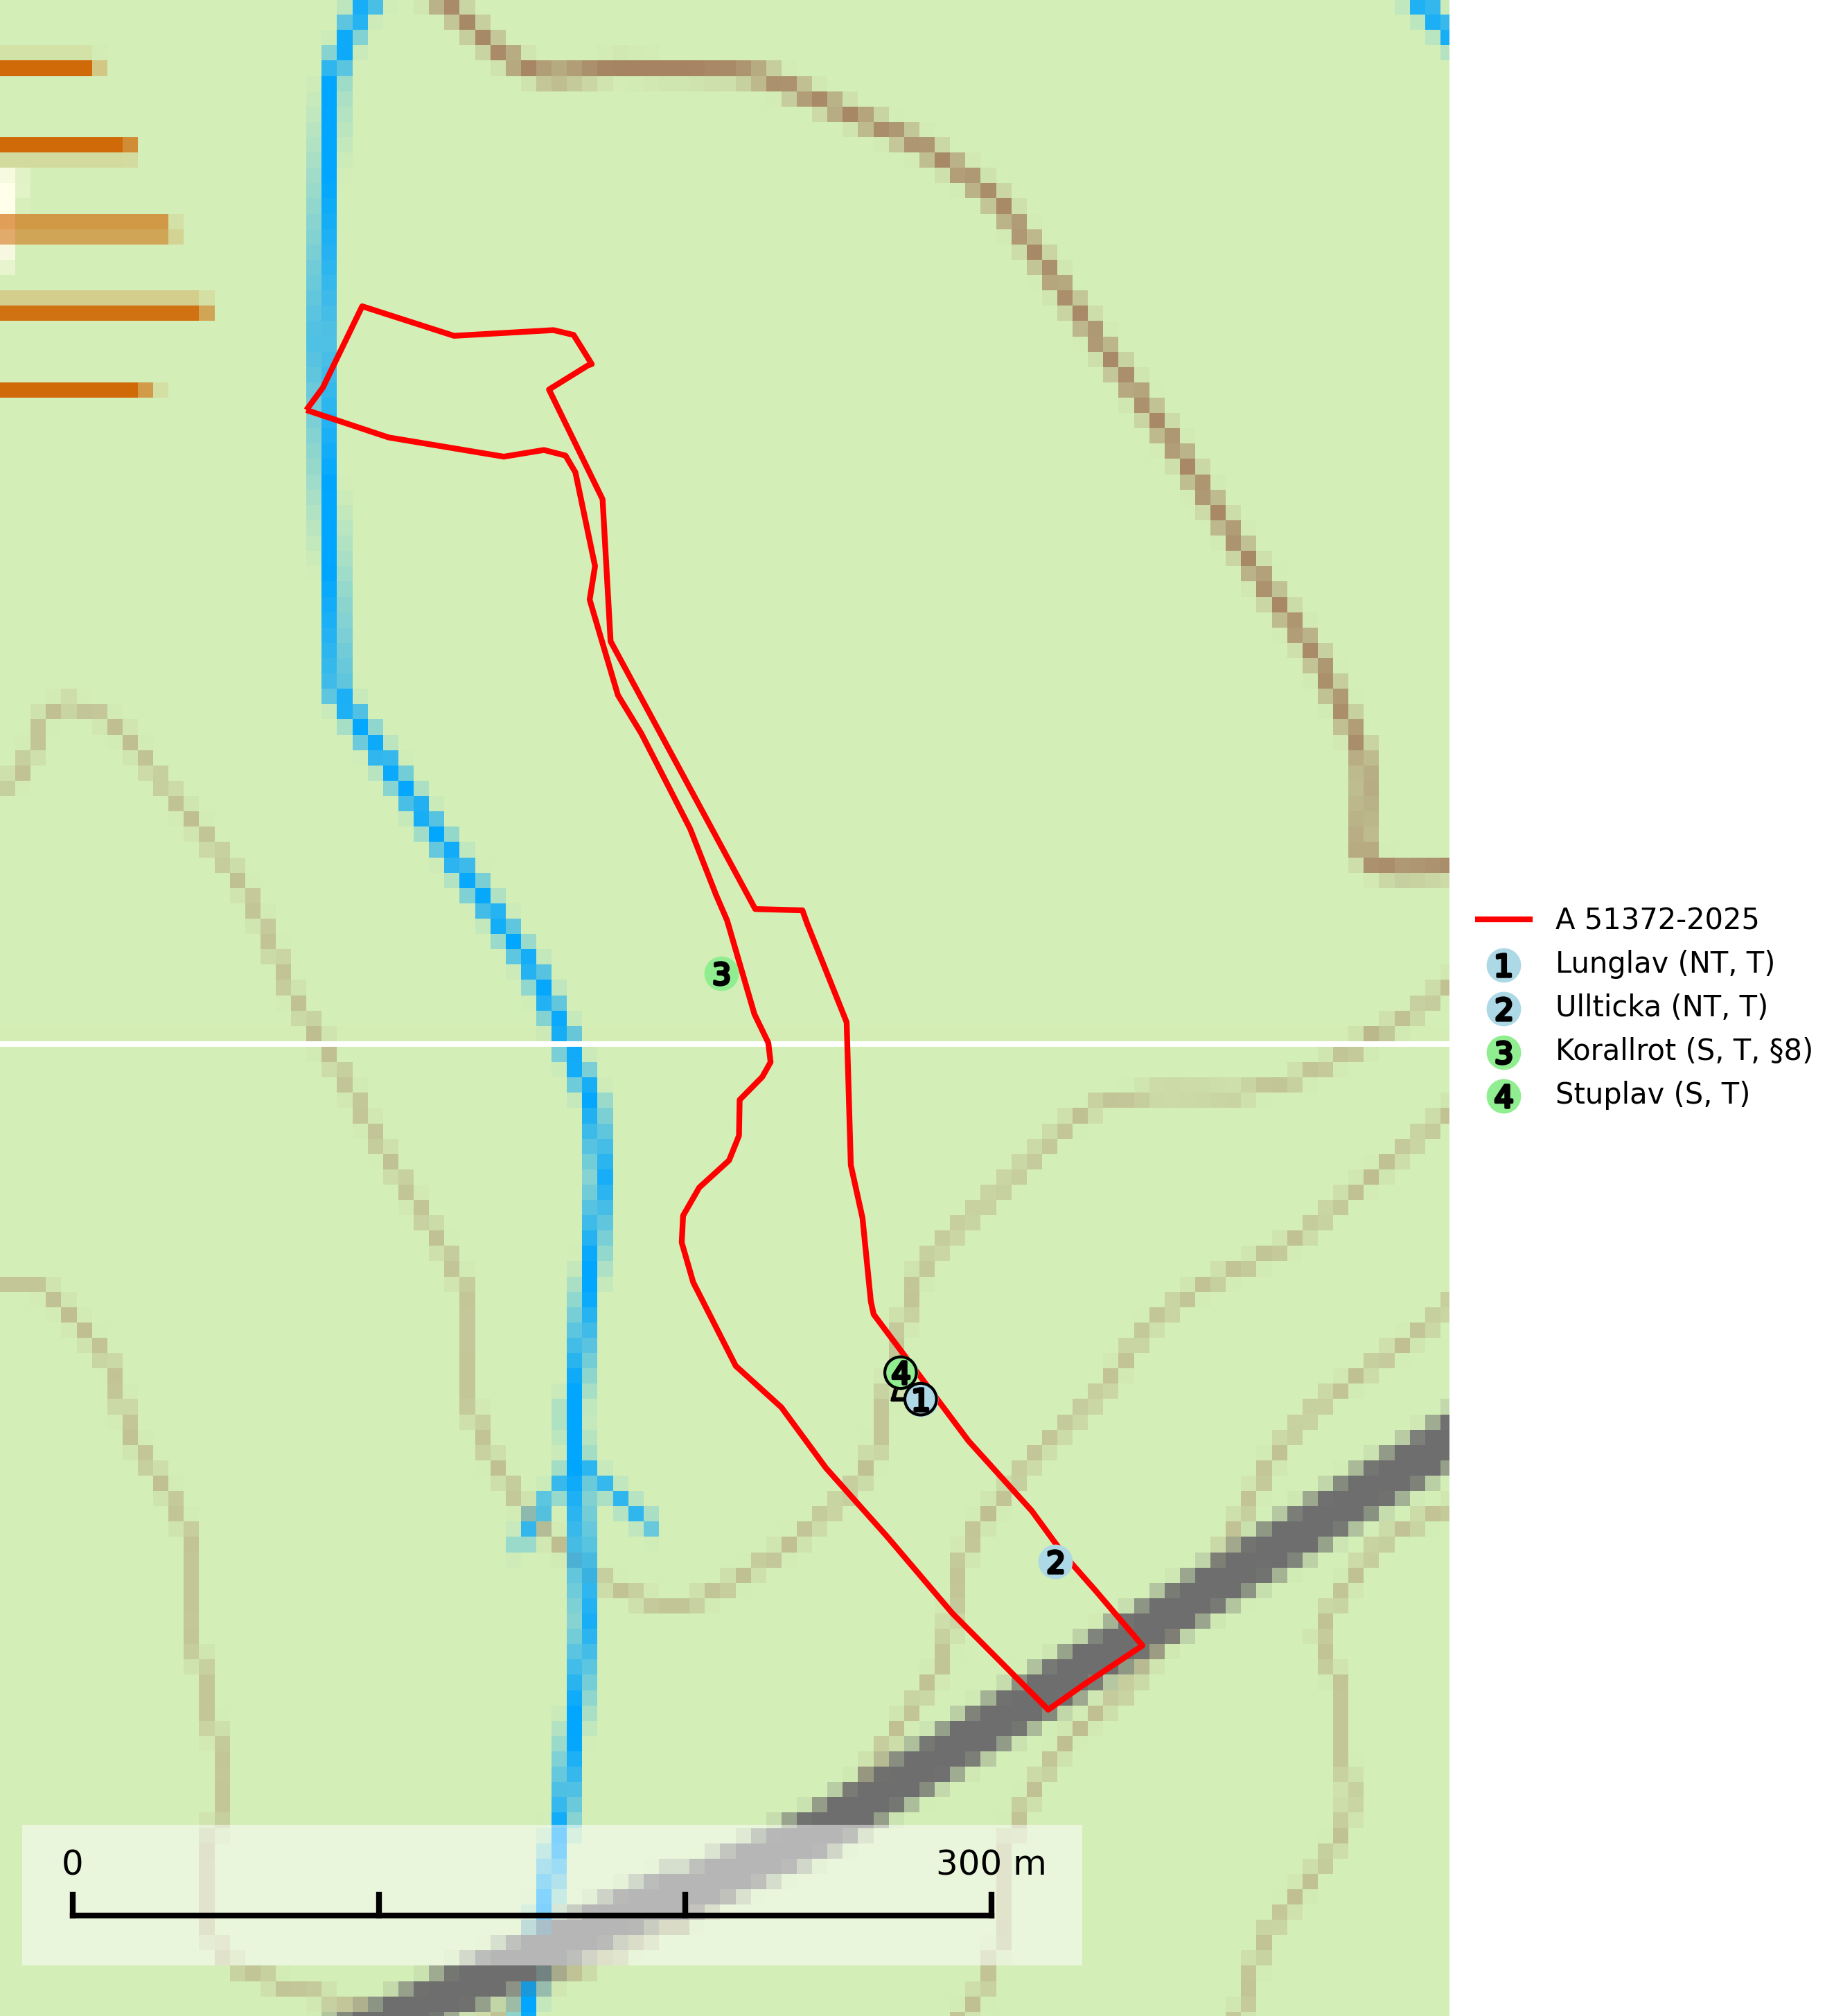 3
4
1
2
0 300 m
A 51372-2025
1 Lunglav (NT, T)
2 Ullticka (NT, T)
3 Korallrot (S, T, §8)
4 Stuplav (S, T)